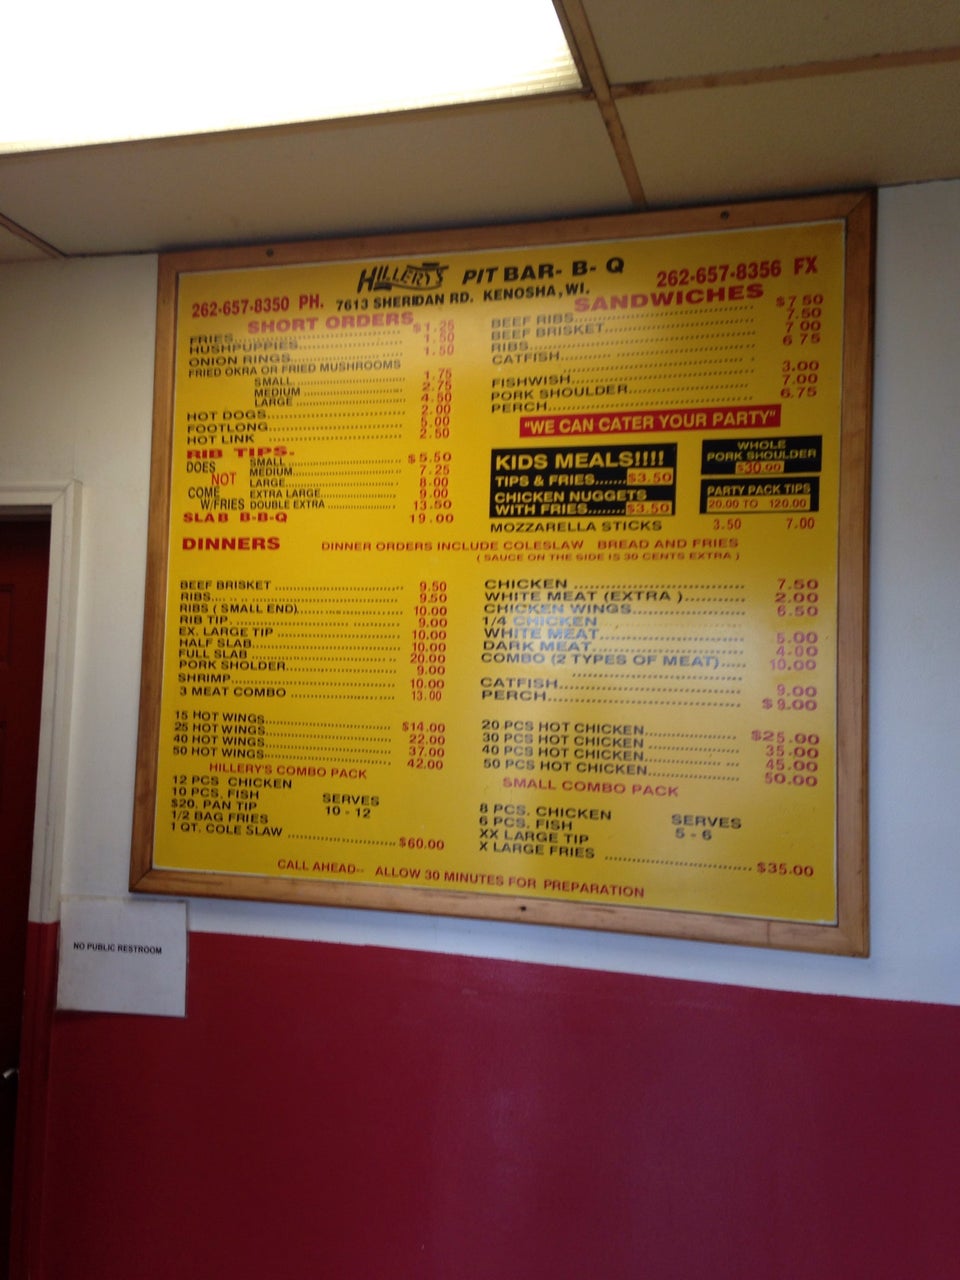 HILLERY'S PIT BAR- B- Q
262-657-8350 PH. 7613 SHERIDAN RD. KENOSHA, WI. 262-657-8356 FX
SHORT ORDERS
FRIES $1.25
HUSHPUPPIES 1.50
ONION RINGS 1.50
FRIED OKRA OR FRIED MUSHROOMS
SMALL 1.75
MEDIUM 2.75
LARGE 4.50
HOT DOGS 2.00
FOOTLONG 5.00
HOT LINK 2.50
RIB TIPS-
DOES NOT COME W/FRIES
SMALL $5.50
MEDIUM 7.25
LARGE 8.00
EXTRA LARGE 9.00
DOUBLE EXTRA 13.50
SLAB B-B-Q 19.00
SANDWICHES
BEEF RIBS $7 50
BEEF BRISKET 7.50
RIBS 7 00
CATFISH 6 75
FISHWISH 3.00
PORK SHOULDER 7.00
PERCH 6.75
"WE CAN CATER YOUR PARTY"
KIDS MEALS!!!!
TIPS & FRIES.......$3.50
CHICKEN NUGGETS
WITH FRIES........$3.50
WHOLE
PORK SHOULDER
$30.00
PARTY PACK TIPS
20.00 TO 120.00
MOZZARELLA STICKS 3.50 7.00
DINNERS DINNER ORDERS INCLUDE COLESLAW BREAD AND FRIES
( SAUCE ON THE SIDE IS 30 CENTS EXTRA )
BEEF BRISKET 9.50
RIBS 9.50
RIBS ( SMALL END) 10.00
RIB TIP 9.00
EX. LARGE TIP 10.00
HALF SLAB 10.00
FULL SLAB 20.00
PORK SHOLDER 9.00
SHRIMP 10.00
3 MEAT COMBO 13.00
CHICKEN 7.50
WHITE MEAT (EXTRA ) 2.00
CHICKEN WINGS 6.50
1/4 CHICKEN
WHITE MEAT 5.00
DARK MEAT 4.00
COMBO (2 TYPES OF MEAT) 10.00
CATFISH 9.00
PERCH $9.00
15 HOT WINGS $14.00
25 HOT WINGS 22.00
40 HOT WINGS 37.00
50 HOT WINGS 42.00
20 PCS HOT CHICKEN $25.00
30 PCS HOT CHICKEN 35.00
40 PCS HOT CHICKEN 45.00
50 PCS HOT CHICKEN 50.00
HILLERY'S COMBO PACK
12 PCS CHICKEN
10 PCS. FISH
$20. PAN TIP
1/2 BAG FRIES
1 QT. COLE SLAW $60.00
SERVES
10 - 12
SMALL COMBO PACK
8 PCS. CHICKEN
6 PCS. FISH
XX LARGE TIP
X LARGE FRIES $35.00
SERVES
5 - 6
CALL AHEAD-- ALLOW 30 MINUTES FOR PREPARATION
NO PUBLIC RESTROOM